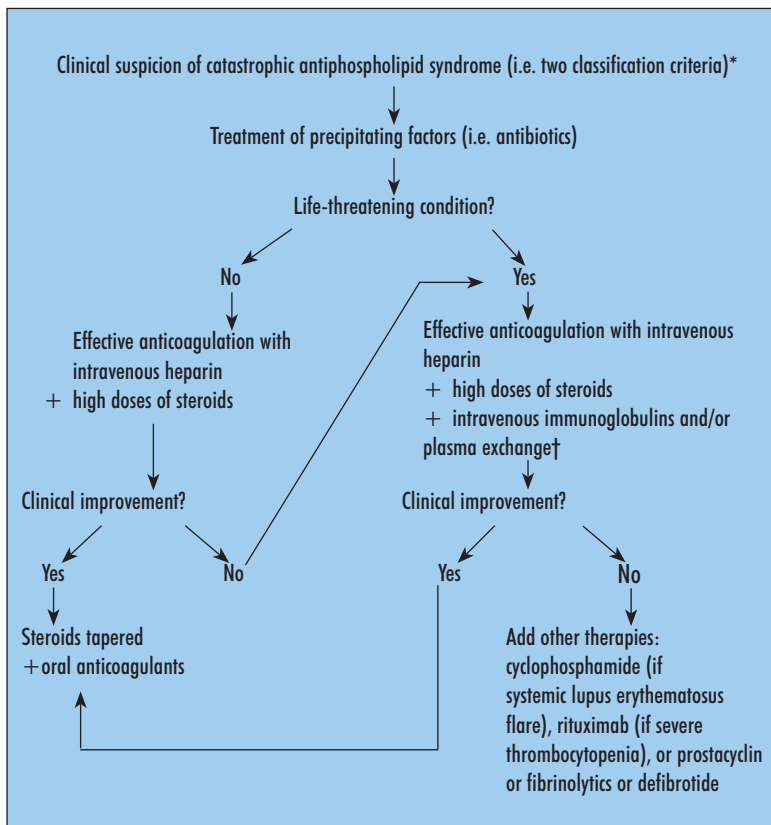 Clinical suspicion of catastrophic antiphospholipid syndrome (i.e. two classification criteria)*
Treatment of precipitating factors (i.e. antibiotics)
Life-threatening condition?
No
Effective anticoagulation with
intravenous heparin
+ high doses of steroids
Clinical improvement?
Yes
No
Steroids tapered
+oral anticoagulants
Yes
Effective anticoagulation with intravenous
heparin
+ high doses of steroids
+ intravenous immunoglobulins and/or
plasma exchange†
Clinical improvement?
Yes
No
Add other therapies:
cyclophosphamide (if
systemic lupus erythematosus
flare), rituximab (if severe
thrombocytopenia), or prostacyclin
or fibrinolytics or defibrotide